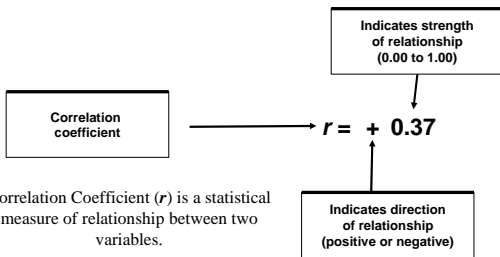 Indicates strength
of relationship
(0.00 to 1.00)
Correlation
coefficient
r = + 0.37
orrelation Coefficient (r) is a statistical
measure of relationship between two
variables.
Indicates direction
of relationship
(positive or negative)